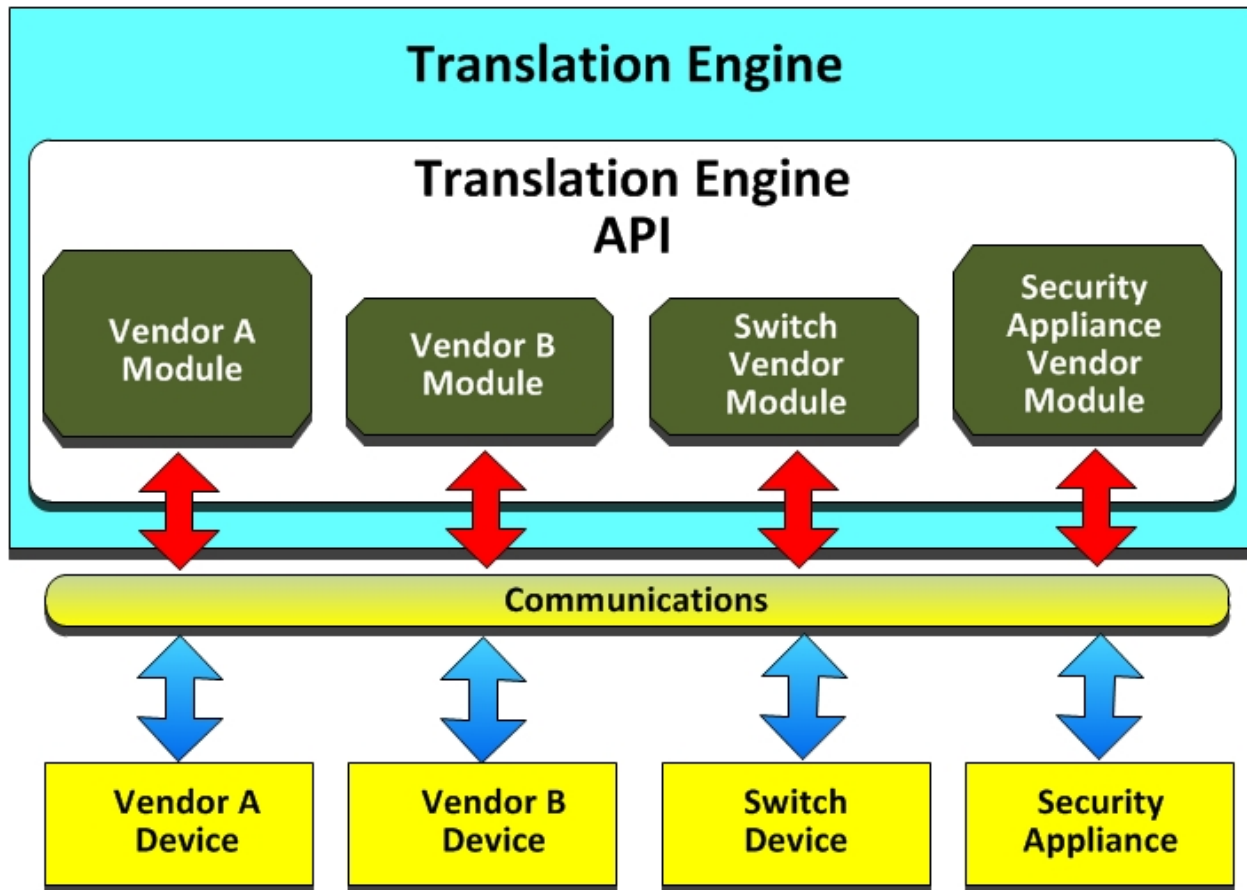 Translation Engine
Translation Engine
API
Vendor A
Module
Vendor B
Module
Switch
Vendor
Module
Security
Appliance
Vendor
Module
Communications
Vendor A
Device
Vendor B
Device
Switch
Device
Security
Appliance